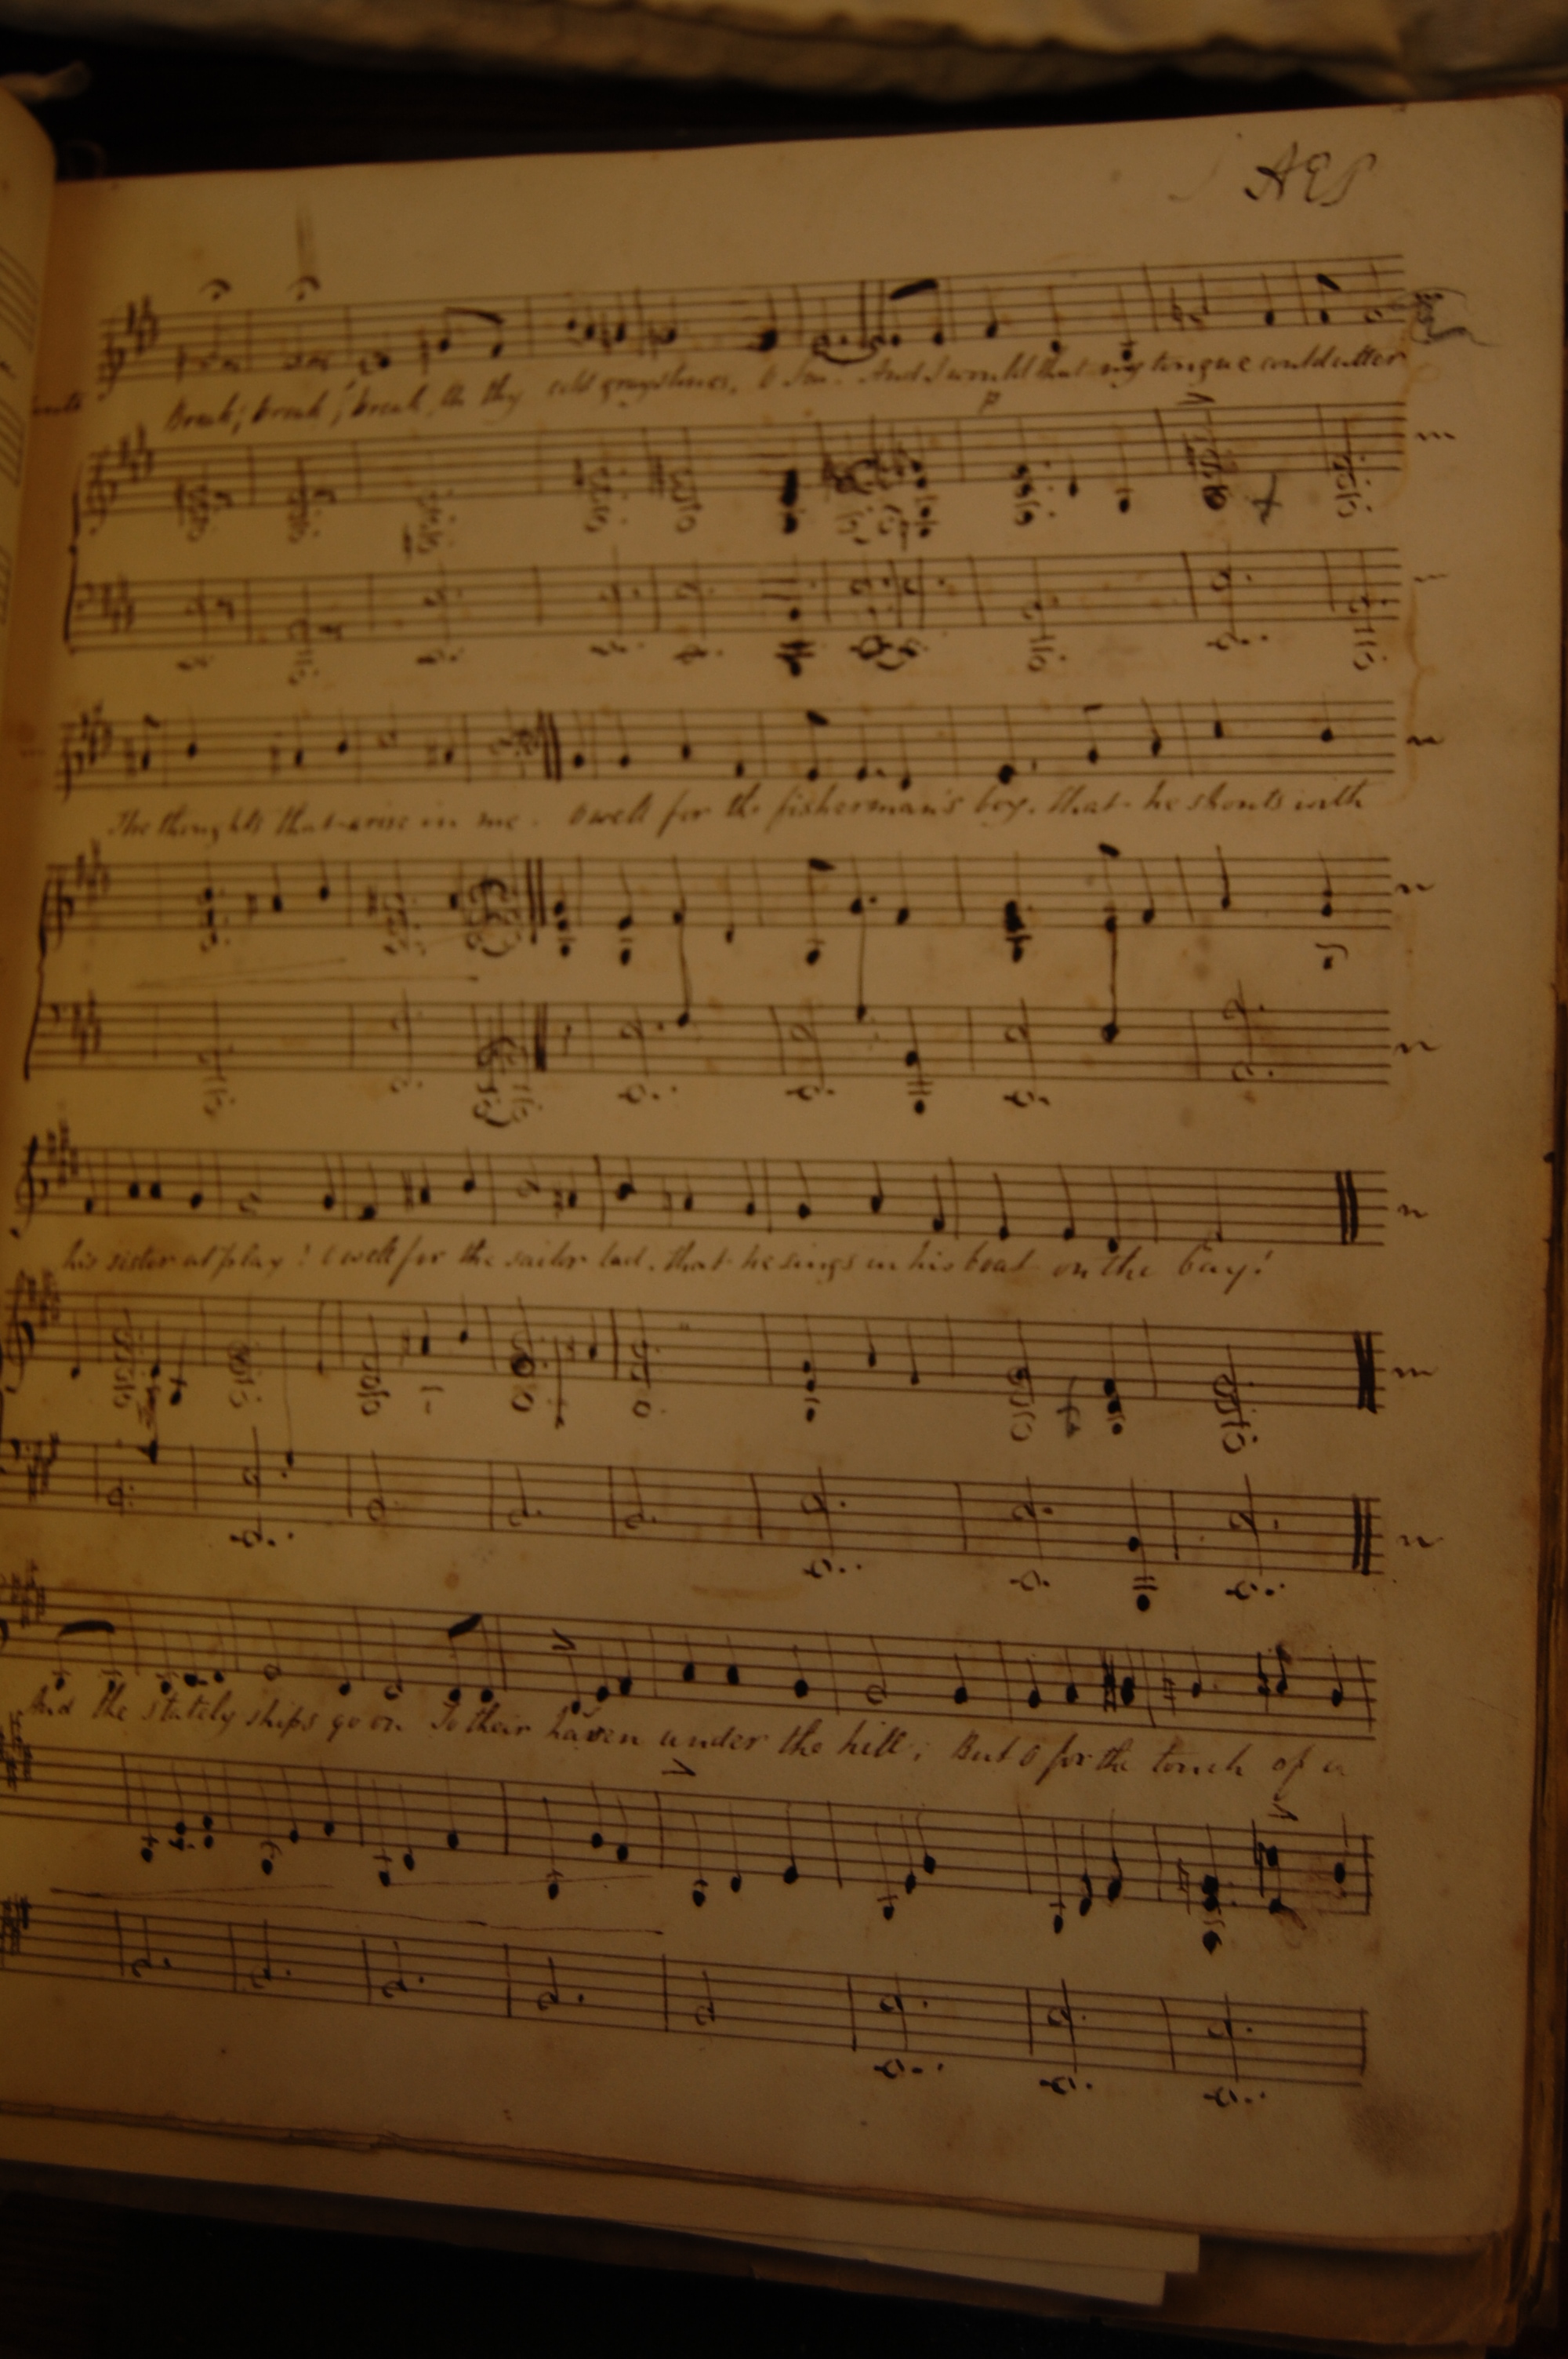 AES
Break, break, break, On thy cold gray stones, O Sea. And I would that my tongue could utter
p
The thoughts that arise in me. O well for the fisherman's boy, that he shouts with
his sister at play! O well for the sailor lad, that he sings in his boat on the bay!
And the stately ships go on To their haven under the hill; But O for the touch of a